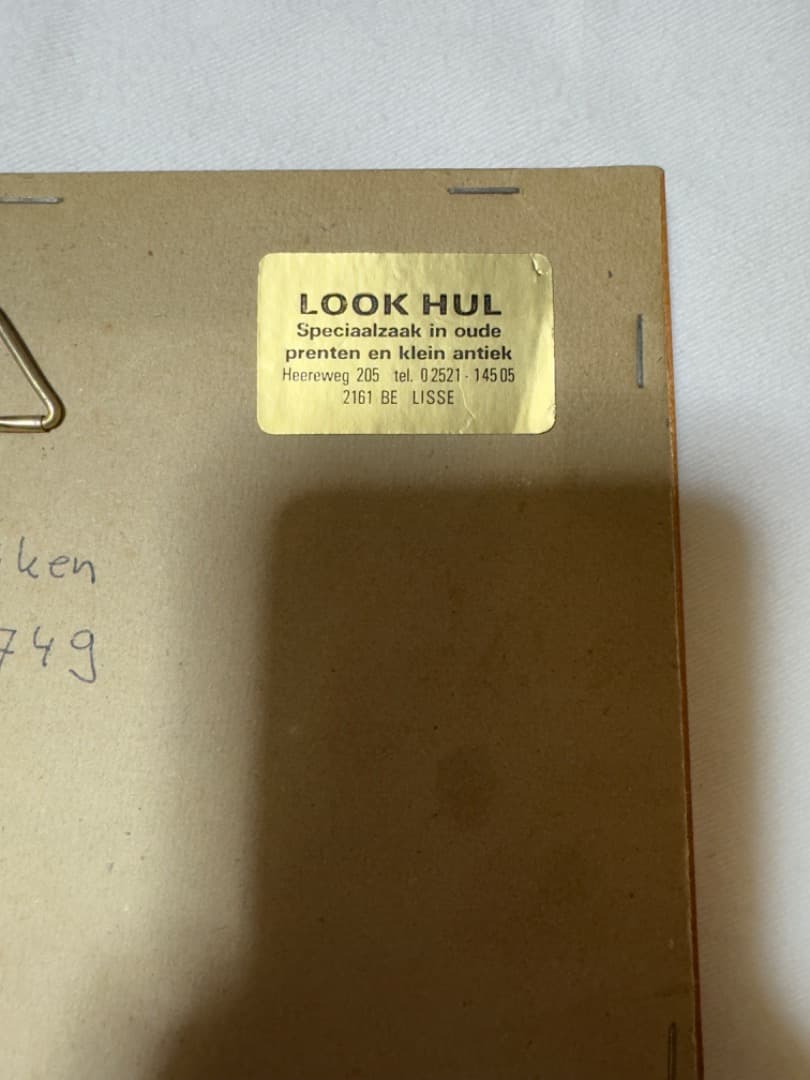 LOOK HUL
Speciaalzaak in oude
prenten en klein antiek
Heereweg 205 tel. 02521-14505
2161 BE LISSE
ken
749